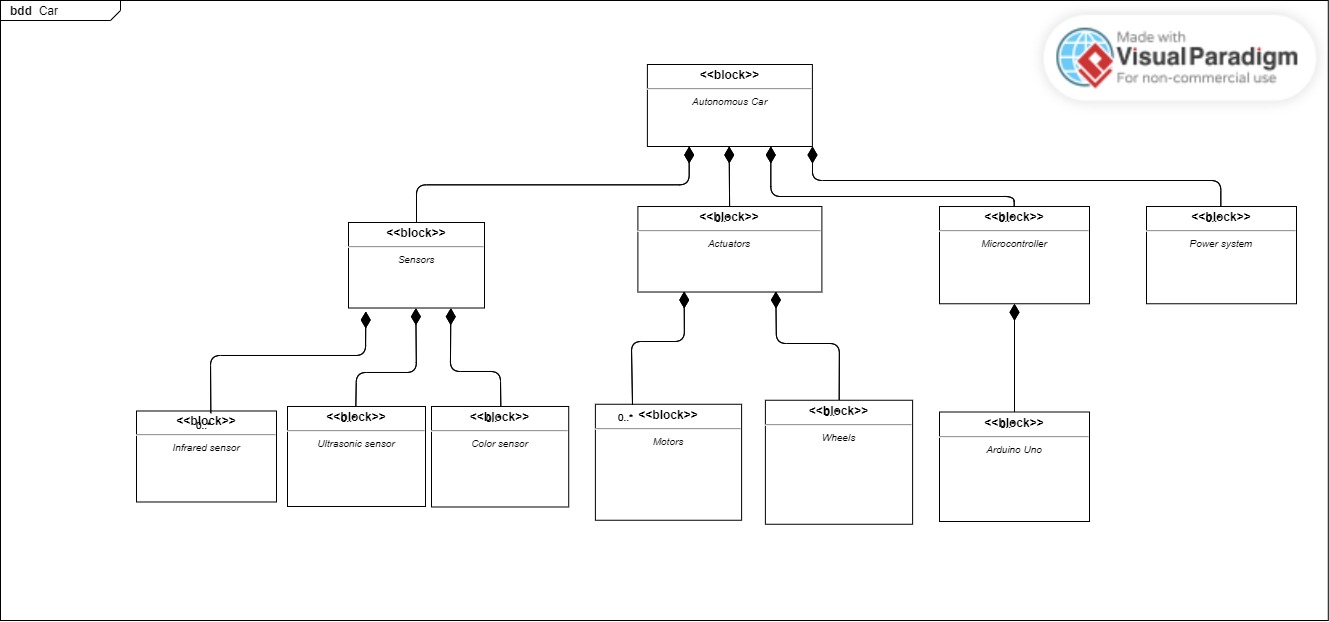 bdd Car
Made with
Visual Paradigm
For non-commercial use
<<block>>
Autonomous Car
<<block>>
Sensors
<<block>>
Actuators
<<block>>
Microcontroller
<<block>>
Power system
<<block>>
0..*
Infrared sensor
<<block>>
Ultrasonic sensor
<<block>>
Color sensor
0..* <<block>>
Motors
<<block>>
Wheels
<<block>>
Arduino Uno